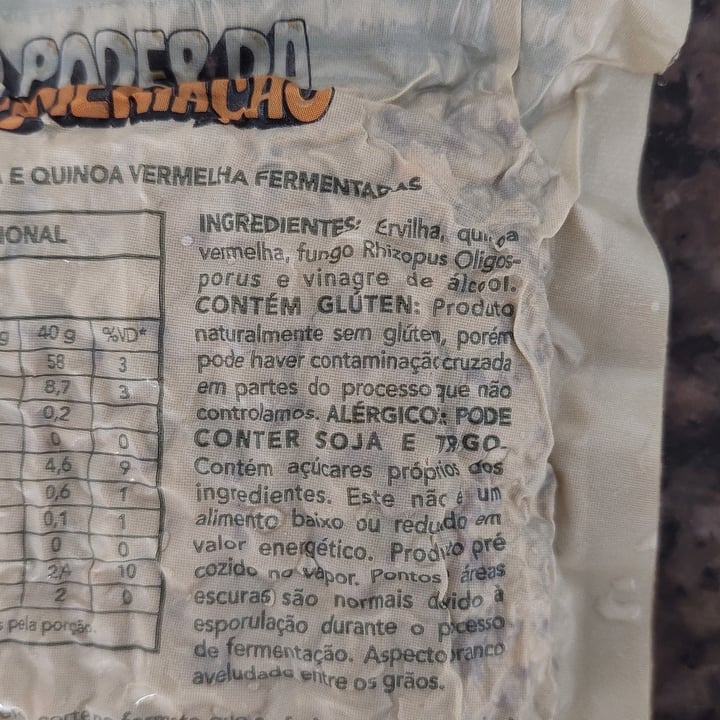 O PODER DO
FERMENTAÇÃO
A E QUINOA VERMELHA FERMENTADAS
IONAL
g 40 g %VD*
58 3
8,7 3
0,2
0 0
4,6 9
0,6 1
0,1 1
0 0
2,4 10
2 0
s pela porção.
INGREDIENTES: Ervilha, quinoa
vermelha, fungo Rhizopus Oligos-
porus e vinagre de álcool.
CONTÉM GLÚTEN: Produto
naturalmente sem glúten, porém
pode haver contaminação cruzada
em partes do processo que não
controlamos. ALÉRGICOS: PODE
CONTER SOJA E TRIGO.
Contém açúcares próprios dos
ingredientes. Este não é um
alimento baixo ou reduzido em
valor energético. Produto pré
cozido no vapor. Pontos áreas
escuras são normais devido à
esporulação durante o processo
de fermentação. Aspecto branco
aveludado entre os grãos.